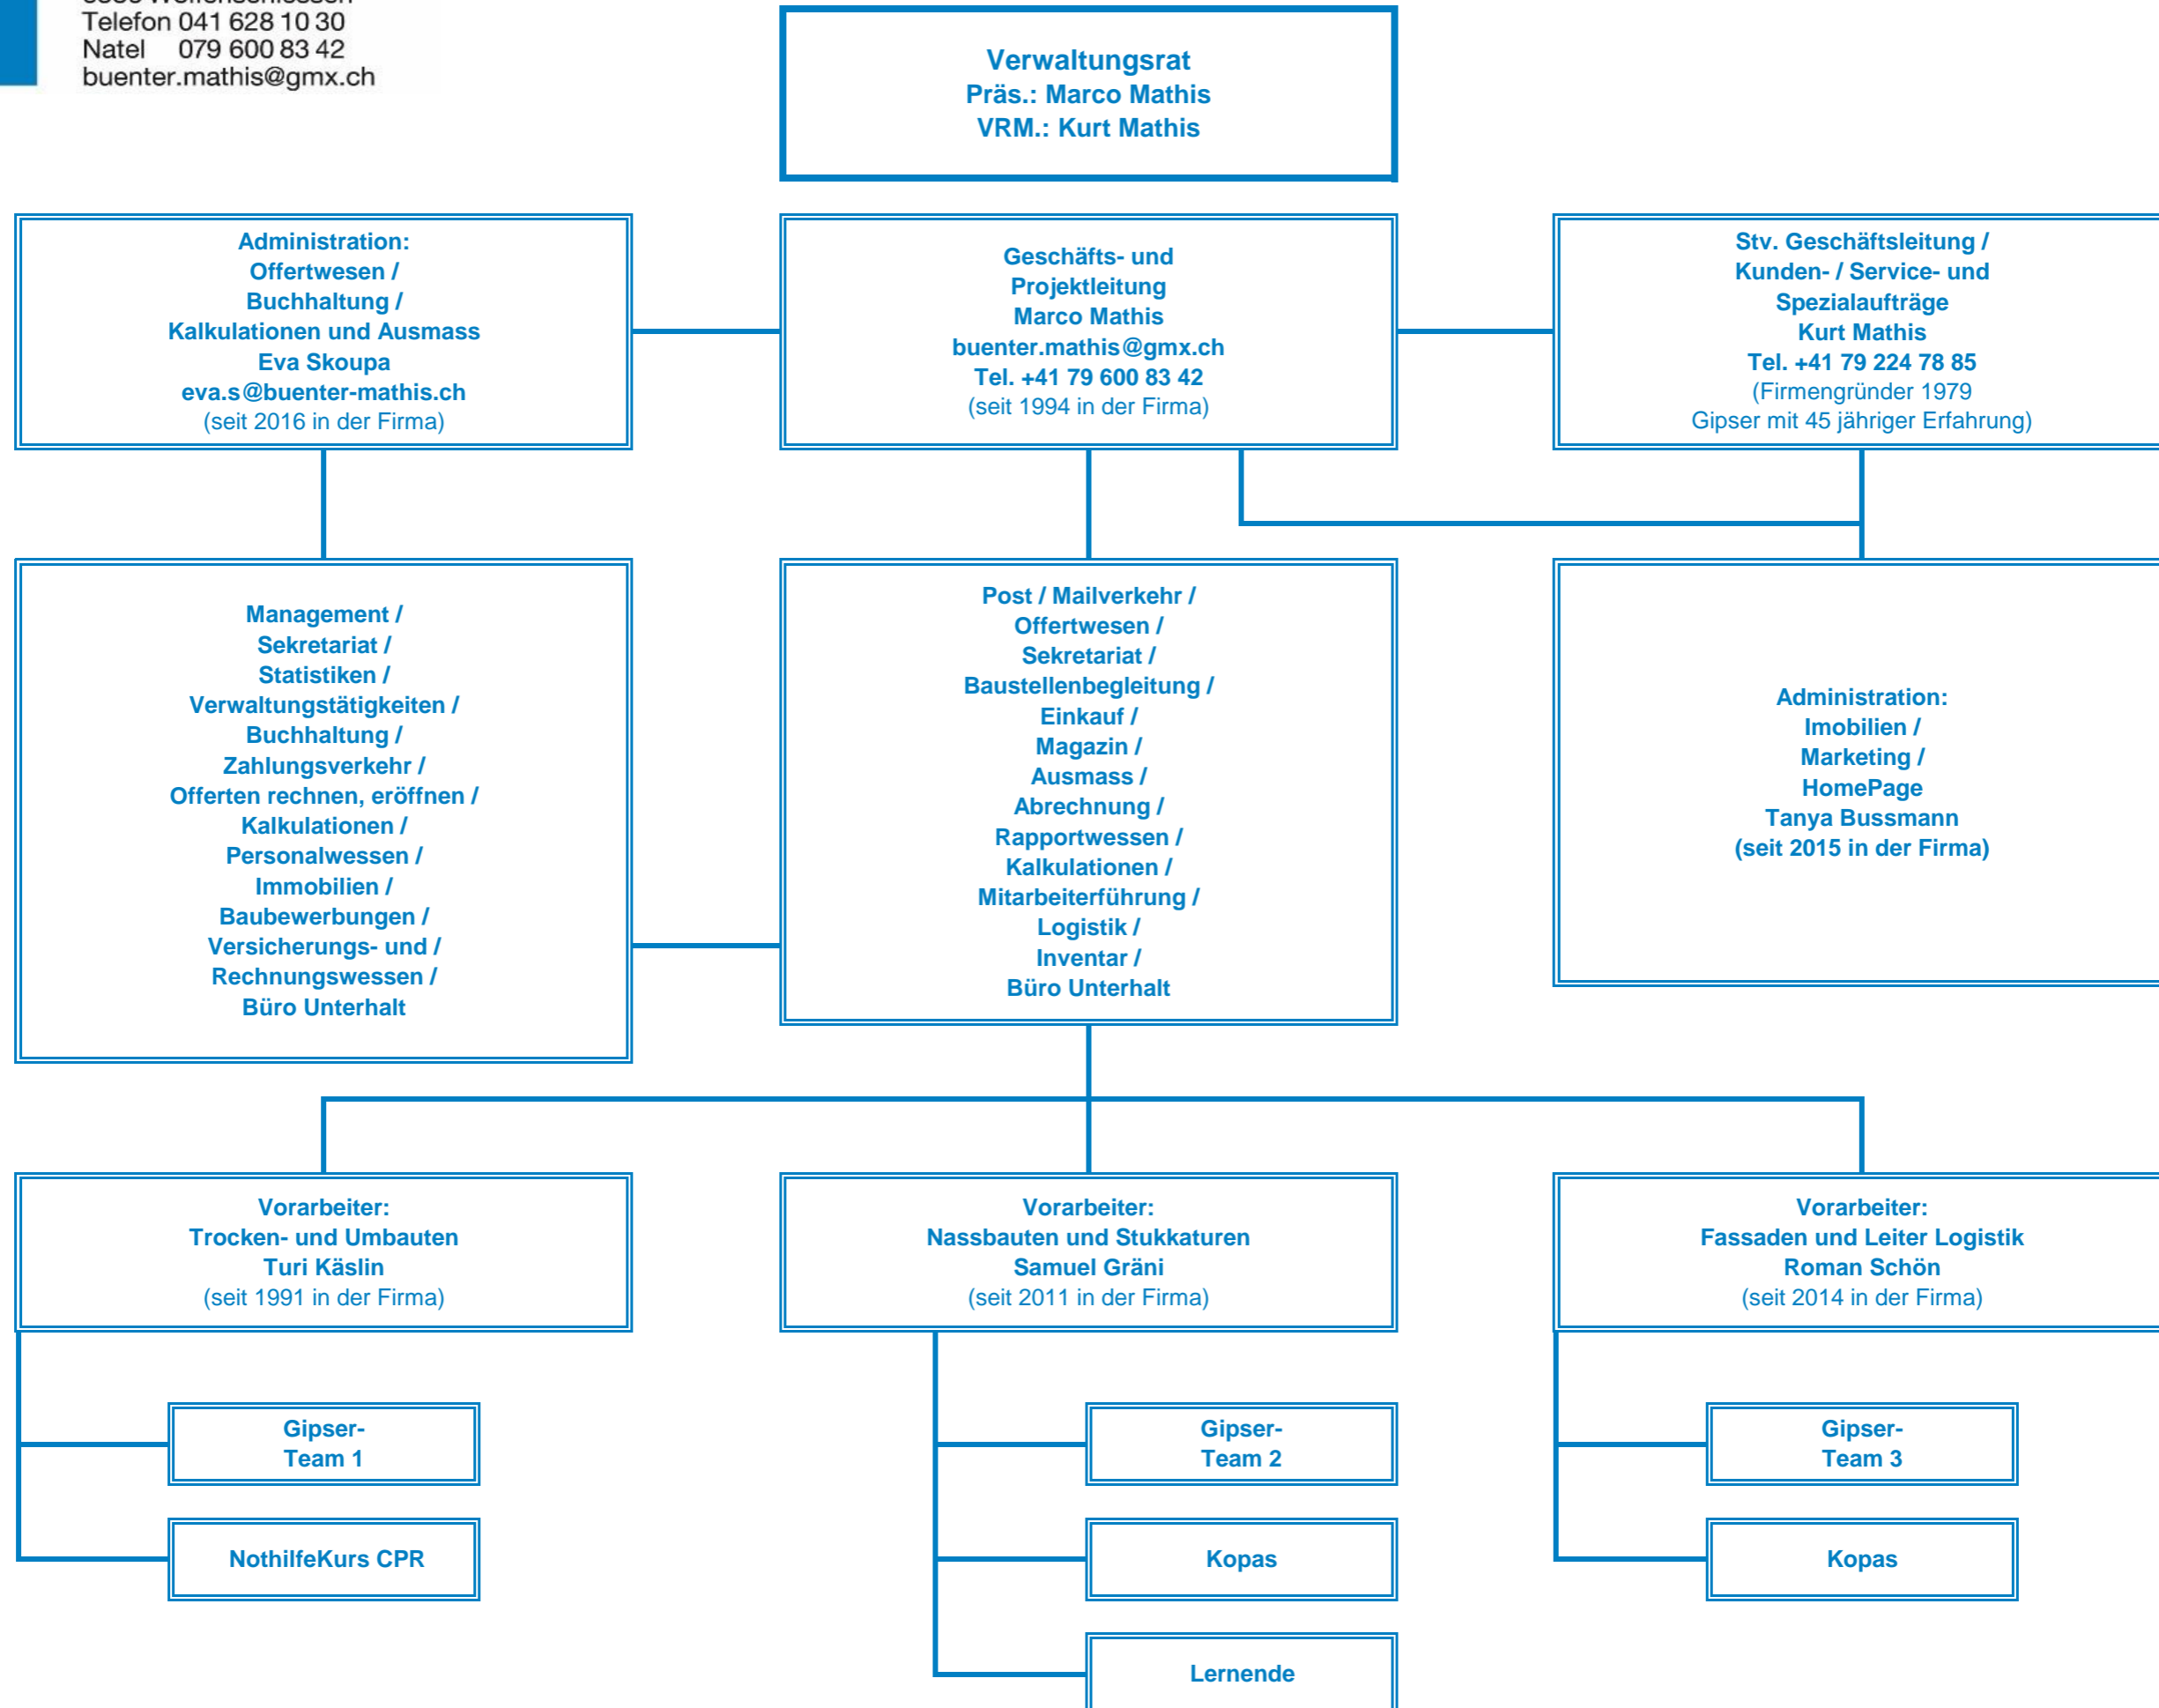 Telefon 041 628 10 30
Natel 079 600 83 42
buenter.mathis@gmx.ch
Verwaltungsrat
Präs.: Marco Mathis
VRM.: Kurt Mathis
Administration:
Offertwesen /
Buchhaltung /
Kalkulationen und Ausmass
Eva Skoupa
eva.s@buenter-mathis.ch
(seit 2016 in der Firma)
Geschäfts- und
Projektleitung
Marco Mathis
buenter.mathis@gmx.ch
Tel. +41 79 600 83 42
(seit 1994 in der Firma)
Stv. Geschäftsleitung /
Kunden- / Service- und
Spezialaufträge
Kurt Mathis
Tel. +41 79 224 78 85
(Firmengründer 1979
Gipser mit 45 jähriger Erfahrung)
Management /
Sekretariat /
Statistiken /
Verwaltungstätigkeiten /
Buchhaltung /
Zahlungsverkehr /
Offerten rechnen, eröffnen /
Kalkulationen /
Personalwessen /
Immobilien /
Baubewerbungen /
Versicherungs- und /
Rechnungswessen /
Büro Unterhalt
Post / Mailverkehr /
Offertwesen /
Sekretariat /
Baustellenbegleitung /
Einkauf /
Magazin /
Ausmass /
Abrechnung /
Rapportwessen /
Kalkulationen /
Mitarbeiterführung /
Logistik /
Inventar /
Büro Unterhalt
Administration:
Imobilien /
Marketing /
HomePage
Tanya Bussmann
(seit 2015 in der Firma)
Vorarbeiter:
Trocken- und Umbauten
Turi Käslin
(seit 1991 in der Firma)
Vorarbeiter:
Nassbauten und Stukkaturen
Samuel Gräni
(seit 2011 in der Firma)
Vorarbeiter:
Fassaden und Leiter Logistik
Roman Schön
(seit 2014 in der Firma)
Gipser-
Team 1
NothilfeKurs CPR
Gipser-
Team 2
Kopas
Lernende
Gipser-
Team 3
Kopas